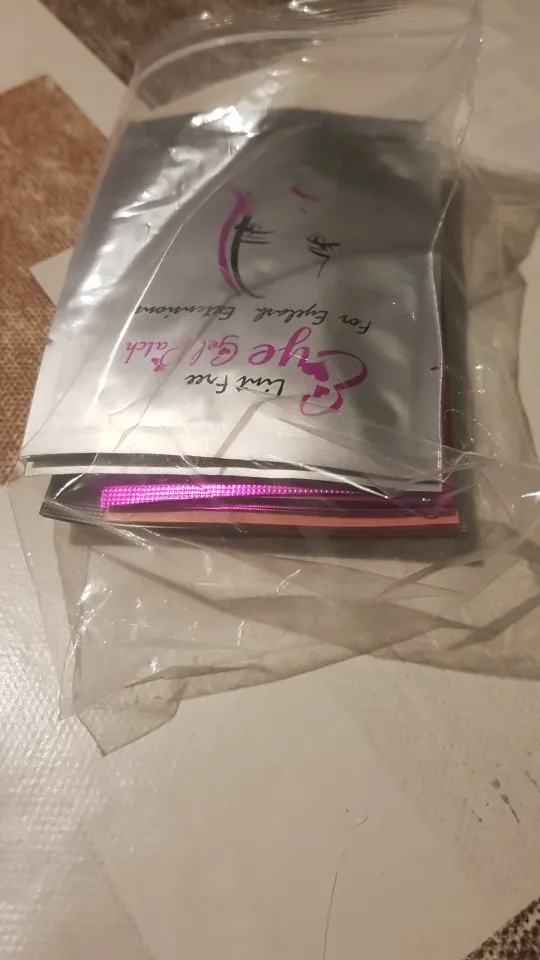 Lint Free
Eye Gel Patch
For Eyelash Extensions